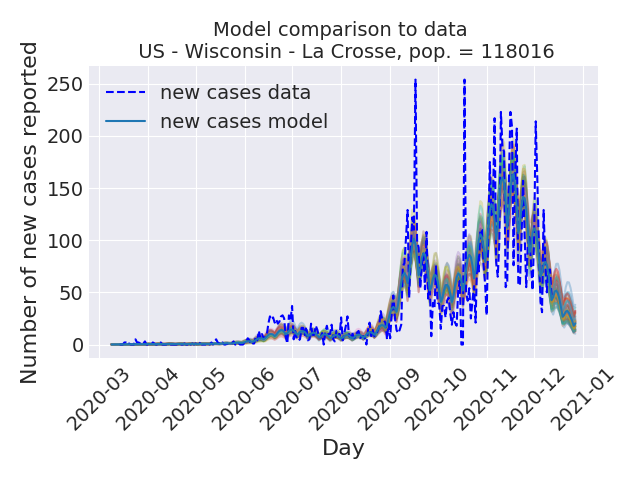 Model comparison to data
US - Wisconsin - La Crosse, pop. = 118016
Number of new cases reported
250
200
150
100
50
0
new cases data
new cases model
2020-03
2020-04
2020-05
2020-06
2020-07
2020-08
2020-09
2020-10
2020-11
2020-12
2021-01
Day